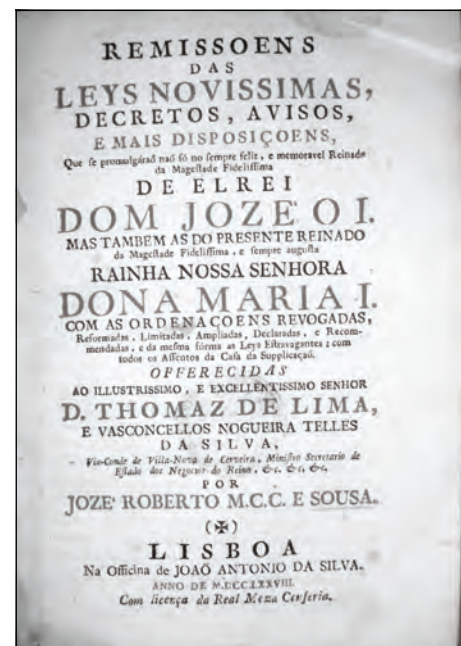 REMISSOENS
DAS
LEYS NOVISSIMAS,
DECRETOS, AVISOS,
E MAIS DISPOSIÇOENS,
Que ſe promulgáraõ naõ ſó no ſempre feliz, e memoravel Reinado
da Mageſtade Fideliſſima
DE ELREI
DOM JOZE' O I.
MAS TAMBEM AS DO PRESENTE REINADO
da Mageſtade Fideliſſima, e ſempre auguſta
RAINHA NOSSA SENHORA
DONA MARIA I.
COM AS ORDENAÇOENS REVOGADAS,
Reformadas, Limitadas, Ampliadas, Declaradas, e Recom-
mendadas, e da meſma fórma as Leys Eſtravagantes; com
todos os Aſſentos da Caſa da Supplicaçaõ.
OFFERECIDAS
AO ILLUSTRISSIMO, E EXCELLENTISSIMO SENHOR
D. THOMAZ DE LIMA,
E VASCONCELLOS NOGUEIRA TELLES
DA SILVA,
Viſ-Conde de Villa-Nova de Cerveira, Miniſtro Secretario de
Eſtado dos Negocios do Reino, &c. &c. &c.
POR
JOZE' ROBERTO M.C.C. E SOUSA.
(✠)
LISBOA
Na Officina de JOAÕ ANTONIO DA SILVA.
ANNO DE M.DCC.LXXVIII.
Com licença da Real Meza Cenſoria.